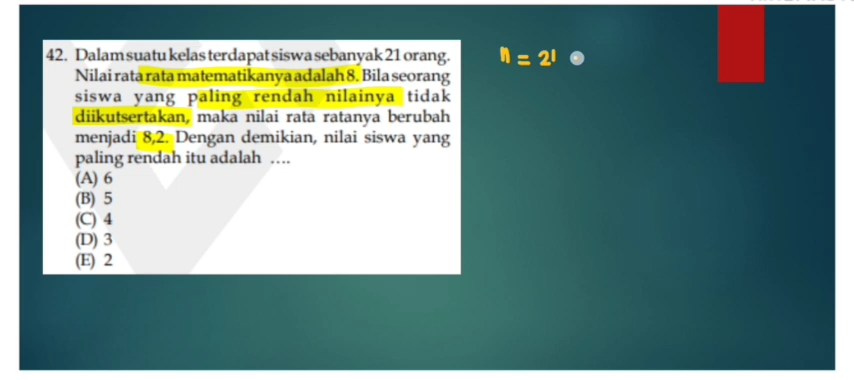 42. Dalam suatu kelas terdapat siswa sebanyak 21 orang.
Nilai rata rata matematikanya adalah 8. Bila seorang
siswa yang paling rendah nilainya tidak
diikutsertakan, maka nilai rata ratanya berubah
menjadi 8,2. Dengan demikian, nilai siswa yang
paling rendah itu adalah ....
(A) 6
(B) 5
(C) 4
(D) 3
(E) 2
n = 21